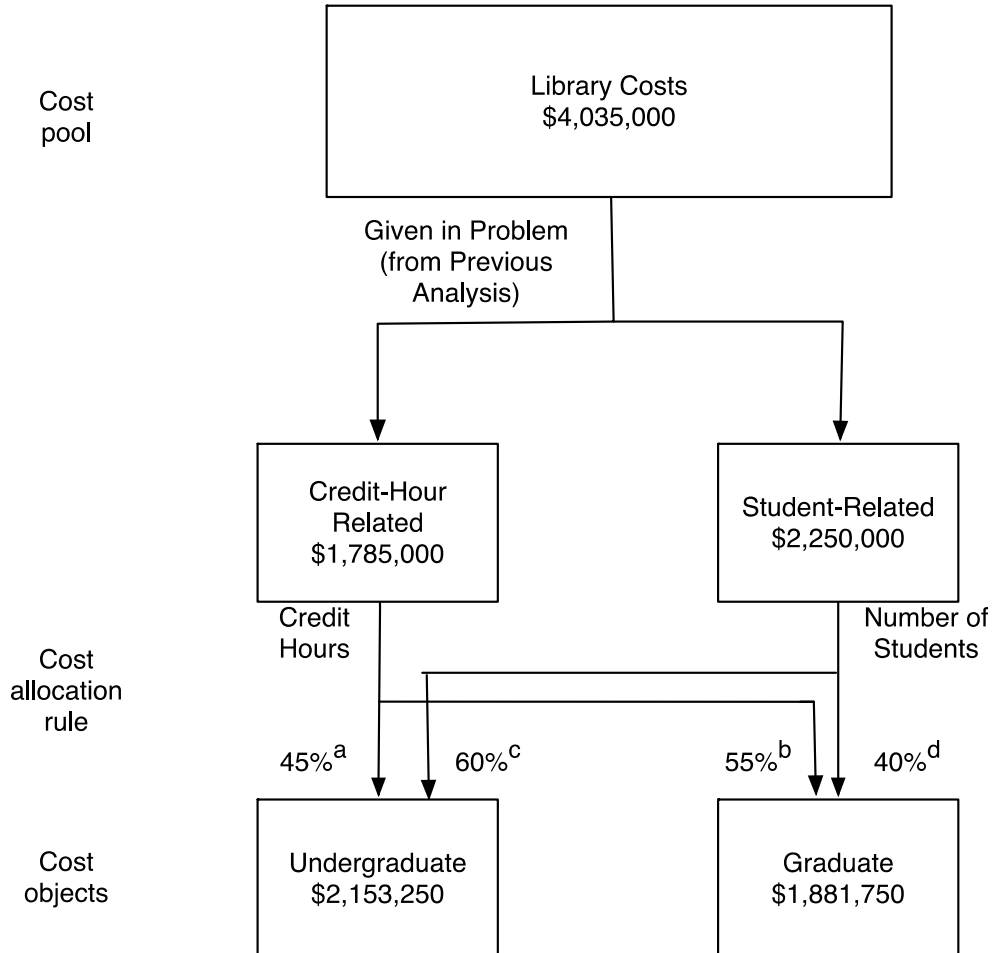 Cost
pool
Library Costs
$4,035,000
Given in Problem
(from Previous
Analysis)
Credit-Hour
Related
$1,785,000
Student-Related
$2,250,000
Cost
allocation
rule
Credit
Hours
Number of
Students
45%a
60%c
55%b
40%d
Cost
objects
Undergraduate
$2,153,250
Graduate
$1,881,750